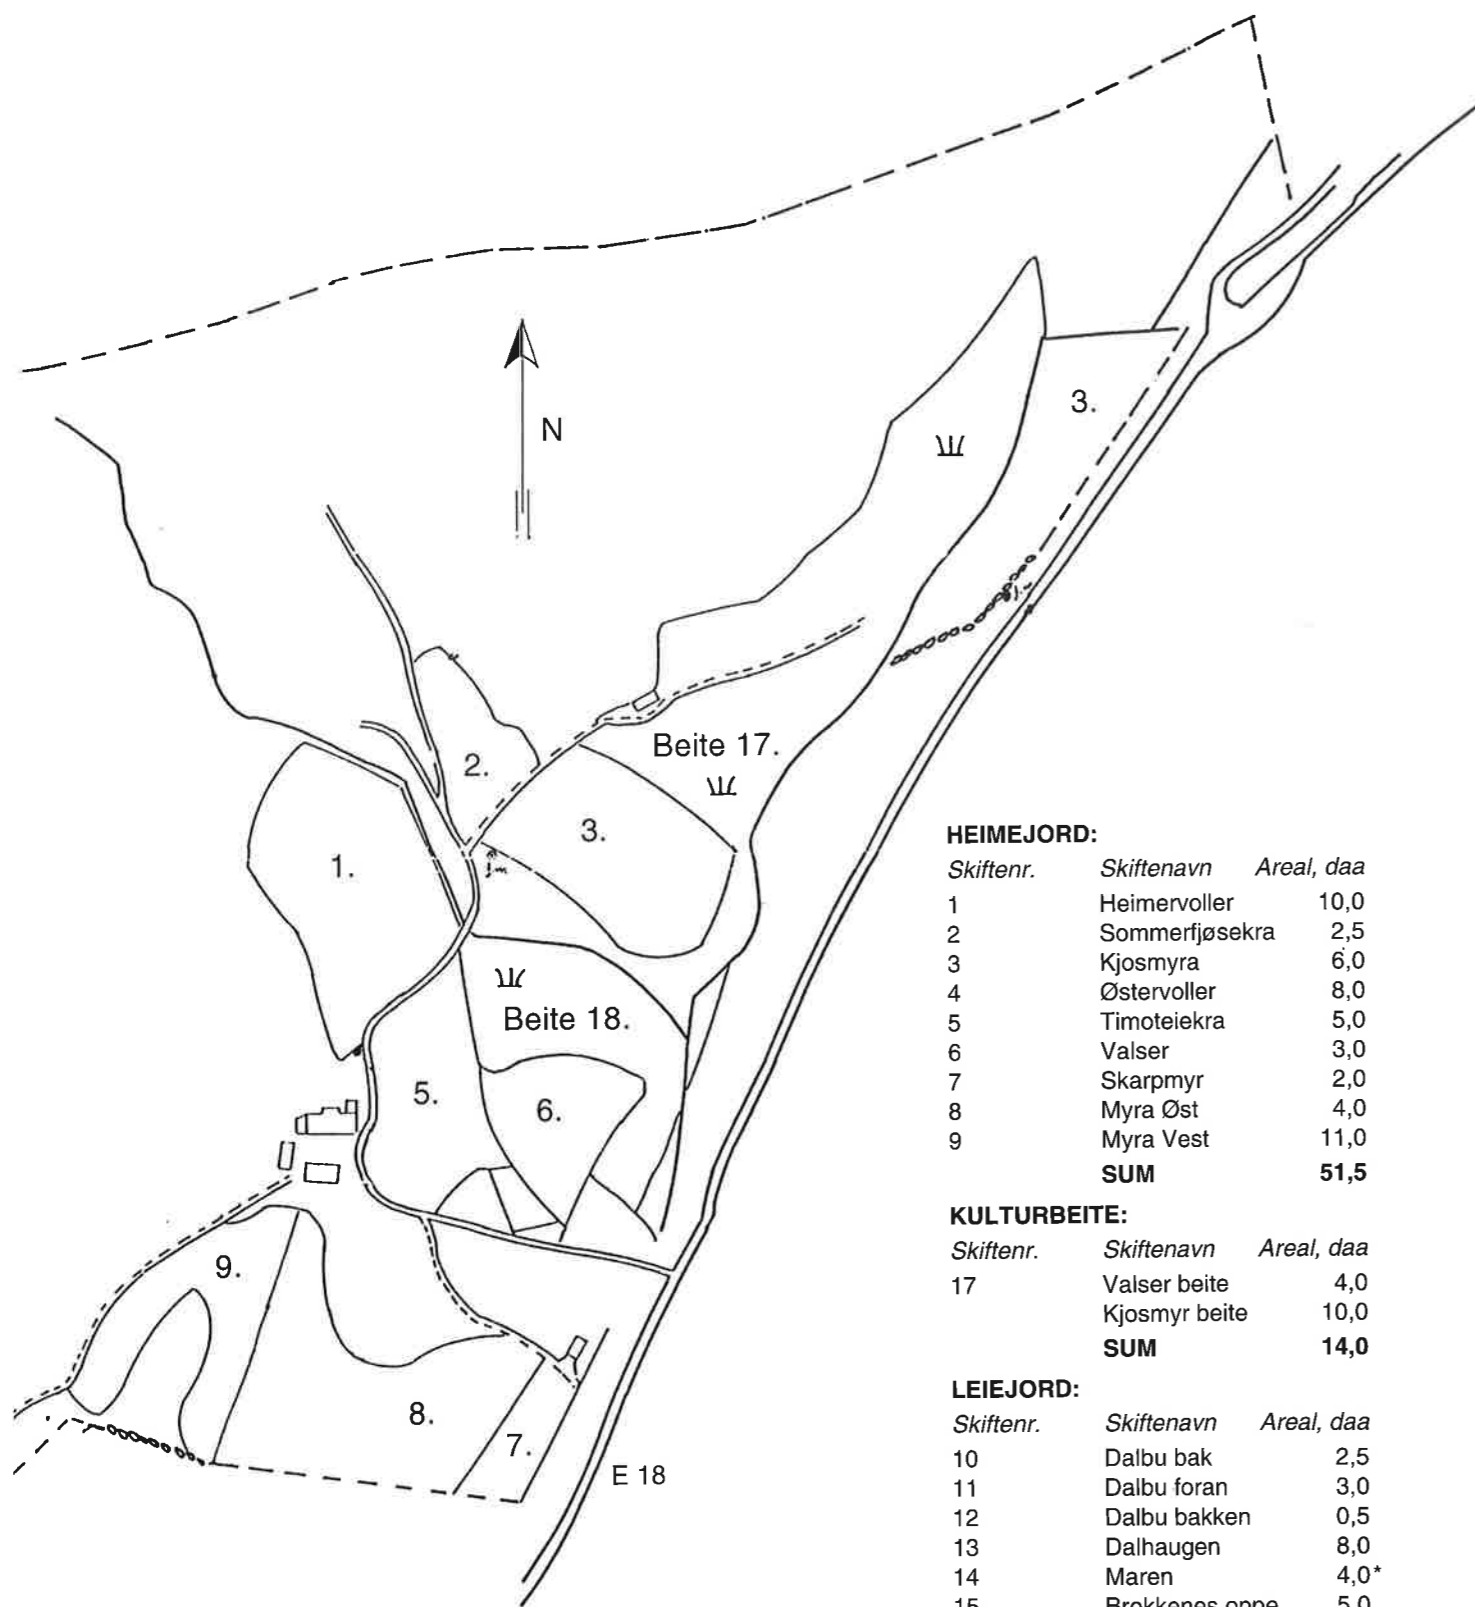 N
3.
2.
Beite 17.
3.
1.
Beite 18.
5.
6.
9.
8.
7.
E 18
HEIMEJORD:
Skiftenr. Skiftenavn Areal, daa
1 Heimervoller 10,0
2 Sommerfjøsekra 2,5
3 Kjosmyra 6,0
4 Østervoller 8,0
5 Timoteiekra 5,0
6 Valser 3,0
7 Skarpmyr 2,0
8 Myra Øst 4,0
9 Myra Vest 11,0
SUM 51,5
KULTURBEITE:
Skiftenr. Skiftenavn Areal, daa
17 Valser beite 4,0
Kjosmyr beite 10,0
SUM 14,0
LEIEJORD:
Skiftenr. Skiftenavn Areal, daa
10 Dalbu bak 2,5
11 Dalbu foran 3,0
12 Dalbu bakken 0,5
13 Dalhaugen 8,0
14 Maren 4,0*
15 Brokkenes oppe 5,0